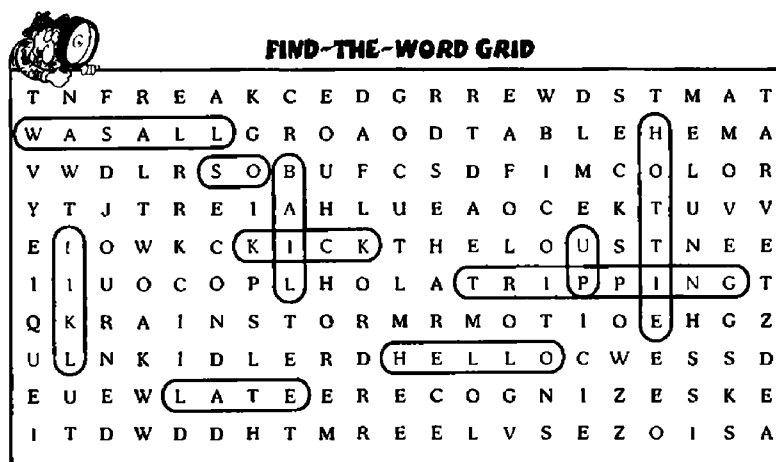 FIND-THE-WORD GRID
T N F R E A K C E D G R R E W D S T M A T
W A S A L L G R O A O D T A B L E H E M A
V W D L R S O B U F C S D F I M C O L O R
Y T J T R E I A H L U E A O C E K T U V V
E I O W K C K I C K T H E L O U S T N E E
I I U O C O P L H O L A T R I P P I N G T
Q K R A I N S T O R M R M O T I O E H G Z
U L N K I D L E R D H E L L O C W E S S D
E U E W L A T E E R E C O G N I Z E S K E
I T D W D D H T M R E E L V S E Z O I S A